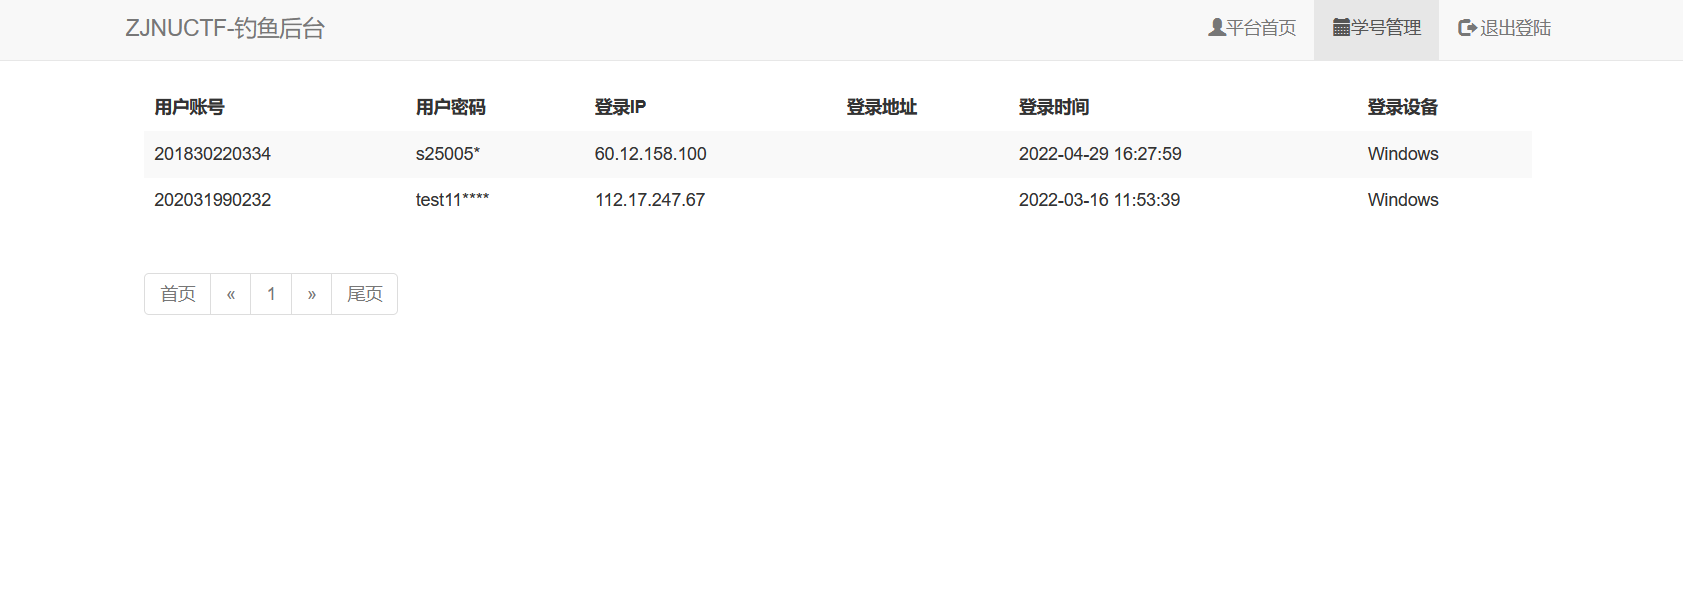 ZJNUCTF-钓鱼后台 平台首页 学号管理 退出登陆
用户账号 用户密码 登录IP 登录地址 登录时间 登录设备
201830220334 s25005* 60.12.158.100 2022-04-29 16:27:59 Windows
202031990232 test11**** 112.17.247.67 2022-03-16 11:53:39 Windows
首页 « 1 » 尾页